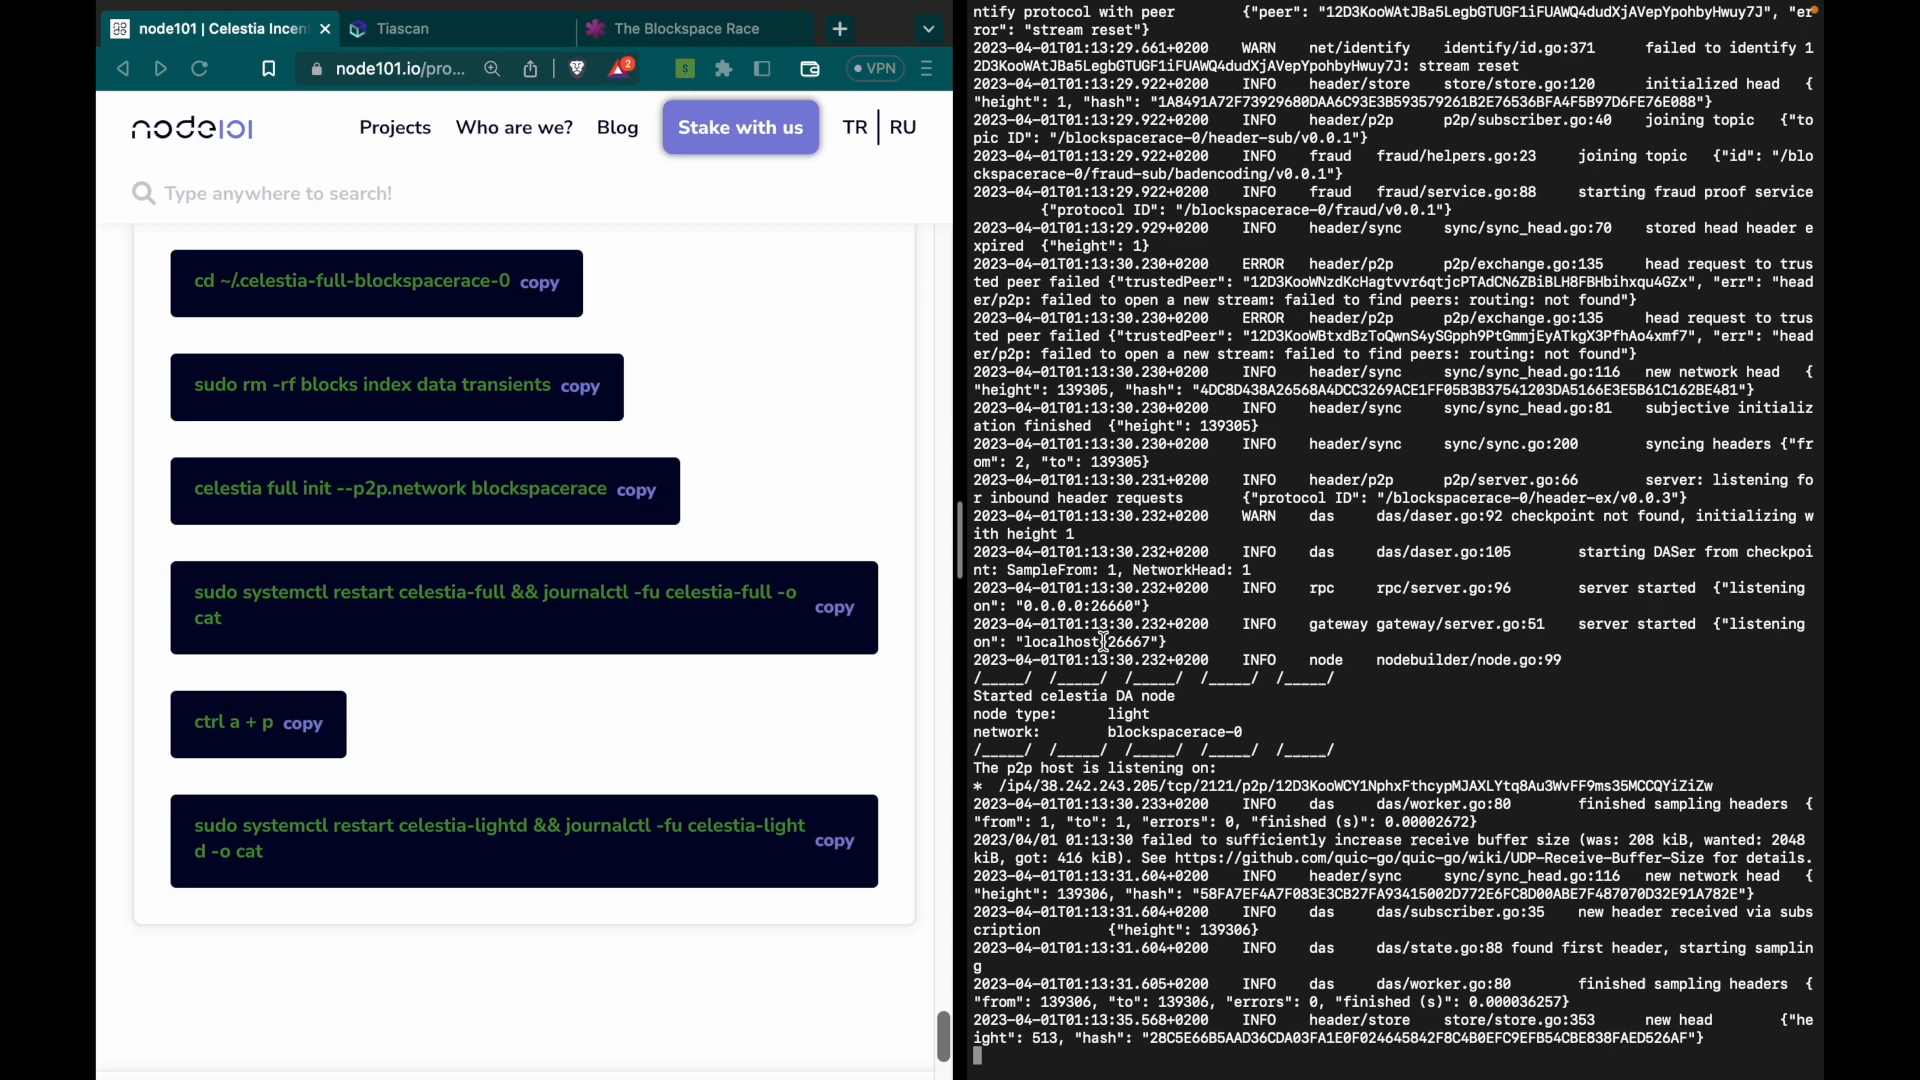 node101 | Celestia Incen
Tiascan
The Blockspace Race
node101.io/pro...
2
VPN
node101
Projects
Who are we?
Blog
Stake with us
TR
RU
Type anywhere to search!
cd ~/.celestia-full-blockspacerace-0 copy
sudo rm -rf blocks index data transients copy
celestia full init --p2p.network blockspacerace copy
sudo systemctl restart celestia-full && journalctl -fu celestia-full -o
cat
copy
ctrl a + p copy
sudo systemctl restart celestia-lightd && journalctl -fu celestia-light
d -o cat
copy
ntify protocol with peer {"peer": "12D3KooWAtJBa5LegbGTUGF1iFUAWQ4dudXjAVepYpohbyHwuy7J", "er
ror": "stream reset"}
2023-04-01T01:13:29.661+0200 WARN net/identify identify/id.go:371 failed to identify 1
2D3KooWAtJBa5LegbGTUGF1iFUAWQ4dudXjAVepYpohbyHwuy7J: stream reset
2023-04-01T01:13:29.922+0200 INFO header/store store/store.go:120 initialized head {
"height": 1, "hash": "1A8491A72F73929680DAA6C93E3B593579261B2E76536BFA4F5B97D6FE76E088"}
2023-04-01T01:13:29.922+0200 INFO header/p2p p2p/subscriber.go:40 joining topic {"to
pic ID": "/blockspacerace-0/header-sub/v0.0.1"}
2023-04-01T01:13:29.922+0200 INFO fraud fraud/helpers.go:23 joining topic {"id": "/blo
ckspacerace-0/fraud-sub/badencoding/v0.0.1"}
2023-04-01T01:13:29.922+0200 INFO fraud fraud/service.go:88 starting fraud proof service
{"protocol ID": "/blockspacerace-0/fraud/v0.0.1"}
2023-04-01T01:13:29.929+0200 INFO header/sync sync/sync_head.go:70 stored head header e
xpired {"height": 1}
2023-04-01T01:13:30.230+0200 ERROR header/p2p p2p/exchange.go:135 head request to trus
ted peer failed {"trustedPeer": "12D3KooWNzdKcHagtvvr6qtjcPTAdCN6ZBiBLH8FBHbihxqu4GZx", "err": "head
er/p2p: failed to open a new stream: failed to find peers: routing: not found"}
2023-04-01T01:13:30.230+0200 ERROR header/p2p p2p/exchange.go:135 head request to trus
ted peer failed {"trustedPeer": "12D3KooWBtxdBzToQwnS4ySGpph9PtGmmjEyATkgX3PfhAo4xmf7", "err": "head
er/p2p: failed to open a new stream: failed to find peers: routing: not found"}
2023-04-01T01:13:30.230+0200 INFO header/sync sync/sync_head.go:116 new network head {
"height": 139305, "hash": "4DC8D438A26568A4DCC3269ACE1FF05B3B37541203DA5166E3E5B61C162BE481"}
2023-04-01T01:13:30.230+0200 INFO header/sync sync/sync_head.go:81 subjective initializ
ation finished {"height": 139305}
2023-04-01T01:13:30.230+0200 INFO header/sync sync/sync.go:200 syncing headers {"fr
om": 2, "to": 139305}
2023-04-01T01:13:30.231+0200 INFO header/p2p p2p/server.go:66 server: listening fo
r inbound header requests {"protocol ID": "/blockspacerace-0/header-ex/v0.0.3"}
2023-04-01T01:13:30.232+0200 WARN das das/daser.go:92 checkpoint not found, initializing w
ith height 1
2023-04-01T01:13:30.232+0200 INFO das das/daser.go:105 starting DASer from checkpoi
nt: SampleFrom: 1, NetworkHead: 1
2023-04-01T01:13:30.232+0200 INFO rpc rpc/server.go:96 server started {"listening
on": "0.0.0.0:26660"}
2023-04-01T01:13:30.232+0200 INFO gateway gateway/server.go:51 server started {"listening
on": "localhost:26667"}
2023-04-01T01:13:30.232+0200 INFO node nodebuilder/node.go:99
/_____/ /_____/ /_____/ /_____/ /_____/
Started celestia DA node
node type: light
network: blockspacerace-0
/_____/ /_____/ /_____/ /_____/ /_____/
The p2p host is listening on:
* /ip4/38.242.243.205/tcp/2121/p2p/12D3KooWCY1NphxFthcypMJAXLYtq8Au3WvFF9ms35MCCQYiZiZw
2023-04-01T01:13:30.233+0200 INFO das das/worker.go:80 finished sampling headers {
"from": 1, "to": 1, "errors": 0, "finished (s)": 0.00002672}
2023/04/01 01:13:30 failed to sufficiently increase receive buffer size (was: 208 kiB, wanted: 2048
kiB, got: 416 kiB). See https://github.com/quic-go/quic-go/wiki/UDP-Receive-Buffer-Size for details.
2023-04-01T01:13:31.604+0200 INFO header/sync sync/sync_head.go:116 new network head {
"height": 139306, "hash": "58FA7EF4A7F083E3CB27FA93415002D772E6FC8D00ABE7F487070D32E91A782E"}
2023-04-01T01:13:31.604+0200 INFO das das/subscriber.go:35 new header received via subs
cription {"height": 139306}
2023-04-01T01:13:31.604+0200 INFO das das/state.go:88 found first header, starting samplin
g
2023-04-01T01:13:31.605+0200 INFO das das/worker.go:80 finished sampling headers {
"from": 139306, "to": 139306, "errors": 0, "finished (s)": 0.000036257}
2023-04-01T01:13:35.568+0200 INFO header/store store/store.go:353 new head {"he
ight": 513, "hash": "28C5E66B5AAD36CDA03FA1E0F024645842F8C4B0EFC9EFB54CBE838FAED526AF"}